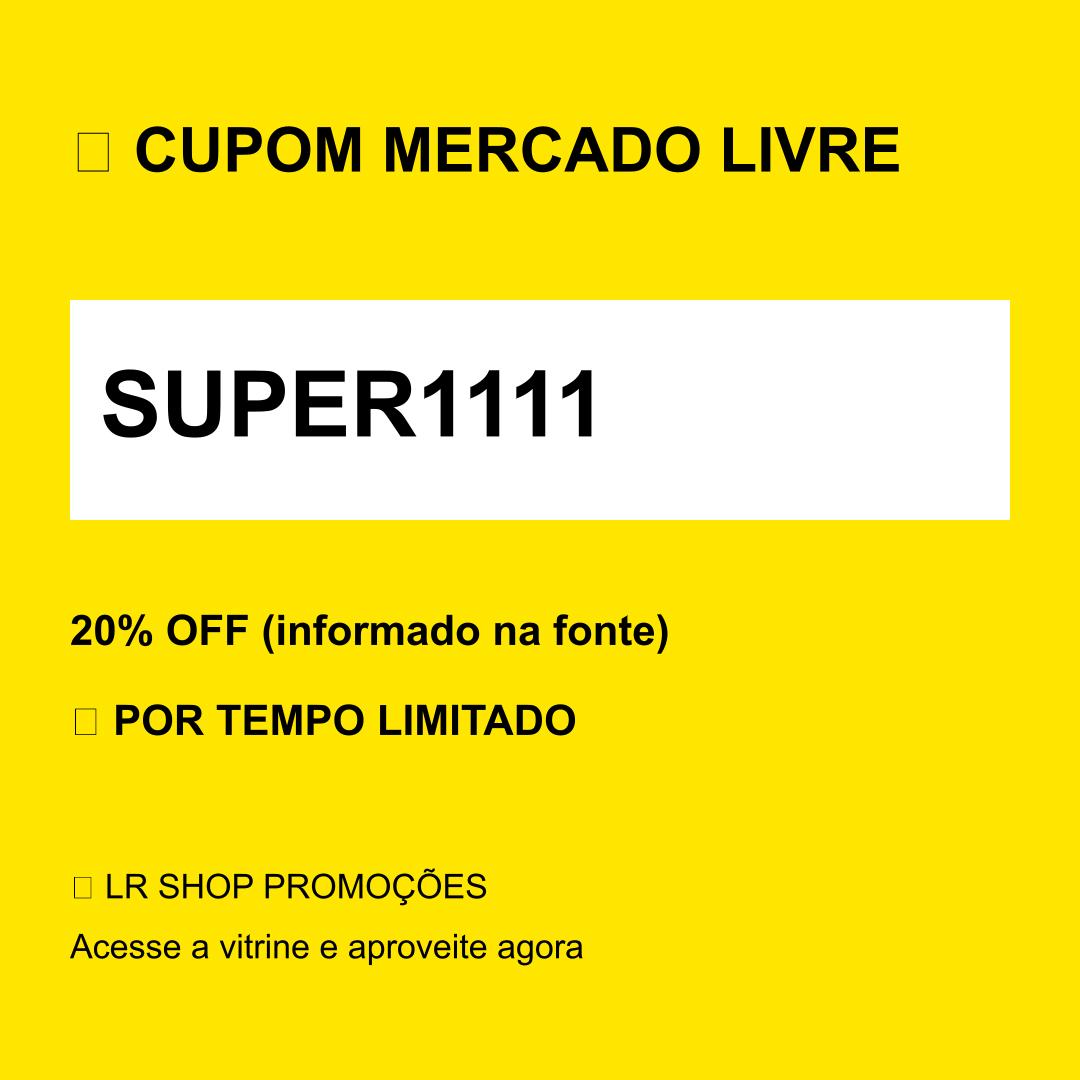 □ CUPOM MERCADO LIVRE
SUPER1111
20% OFF (informado na fonte)
□ POR TEMPO LIMITADO
□ LR SHOP PROMOÇÕES
Acesse a vitrine e aproveite agora